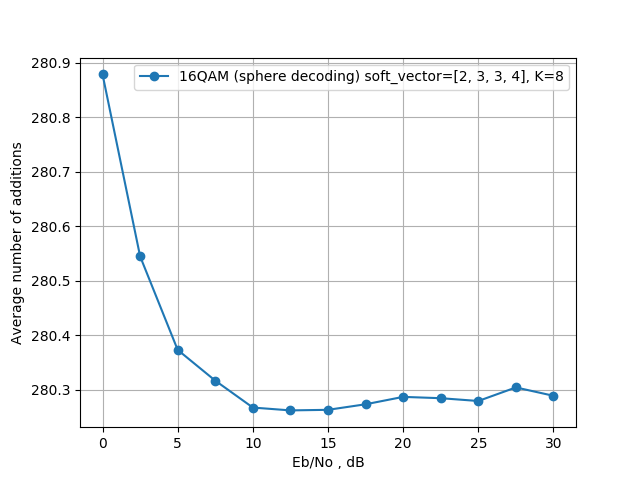 16QAM (sphere decoding) soft_vector=[2, 3, 3, 4], K=8
Average number of additions
280.9
280.8
280.7
280.6
280.5
280.4
280.3
0 5 10 15 20 25 30
Eb/No , dB